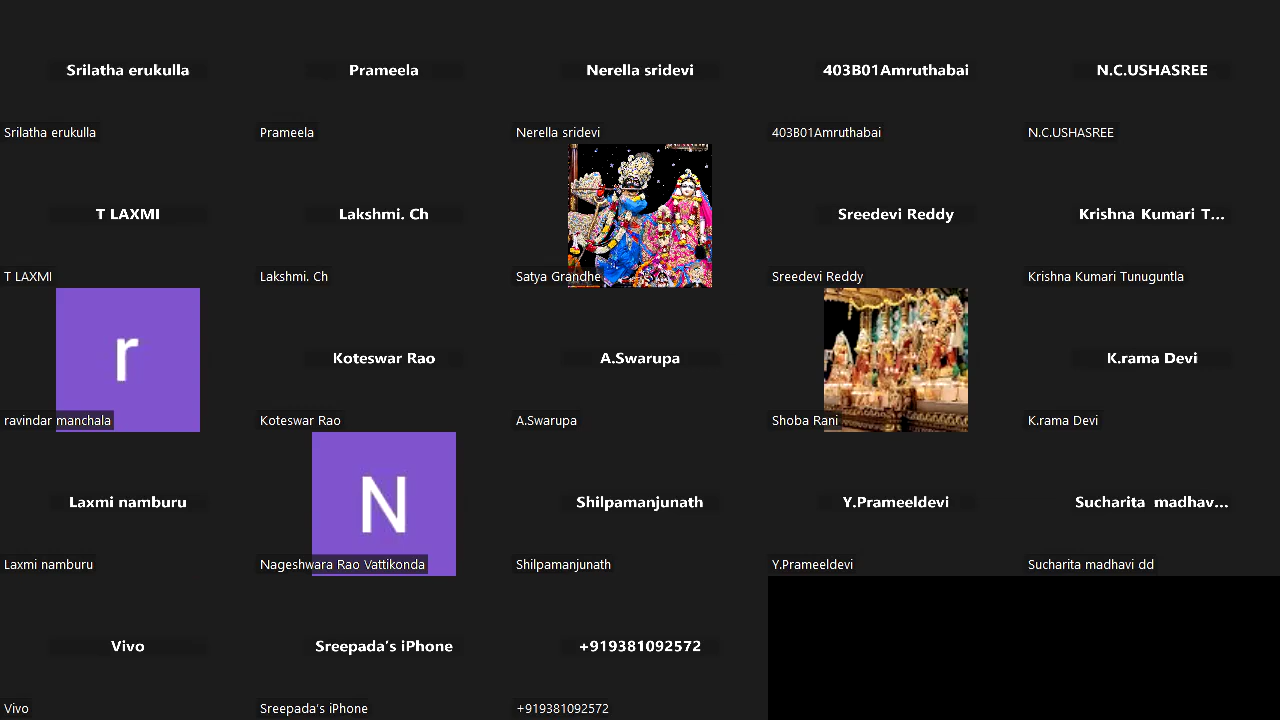 Srilatha erukulla
Prameela
Nerella sridevi
403B01Amruthabai
N.C.USHASREE
Srilatha erukulla
Prameela
Nerella sridevi
403B01Amruthabai
N.C.USHASREE
T LAXMI
Lakshmi. Ch
Sreedevi Reddy
Krishna Kumari T...
T LAXMI
Lakshmi. Ch
Satya Grandhe
Sreedevi Reddy
Krishna Kumari Tunuguntla
r
Koteswar Rao
A.Swarupa
K.rama Devi
ravindar manchala
Koteswar Rao
A.Swarupa
Shoba Rani
K.rama Devi
Laxmi namburu
N
Shilpamanjunath
Y.Prameeldevi
Sucharita madhav...
Laxmi namburu
Nageshwara Rao Vattikonda
Shilpamanjunath
Y.Prameeldevi
Sucharita madhavi dd
Vivo
Sreepada's iPhone
+919381092572
Vivo
Sreepada's iPhone
+919381092572